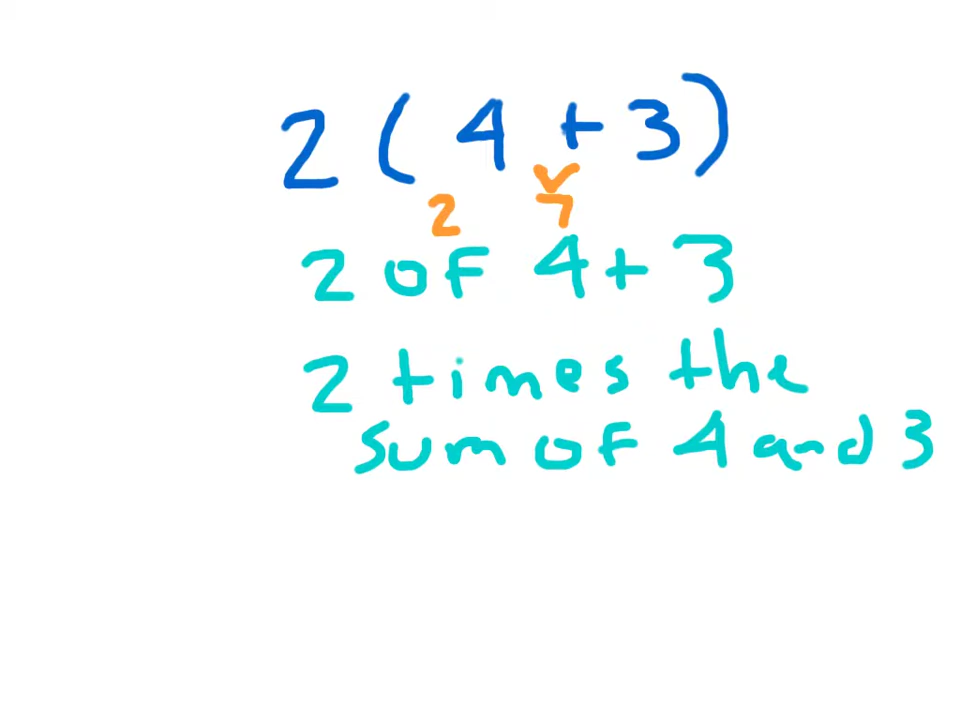 2(4+3)
2 7
2 of 4+3
2 times the
sum of 4 and 3